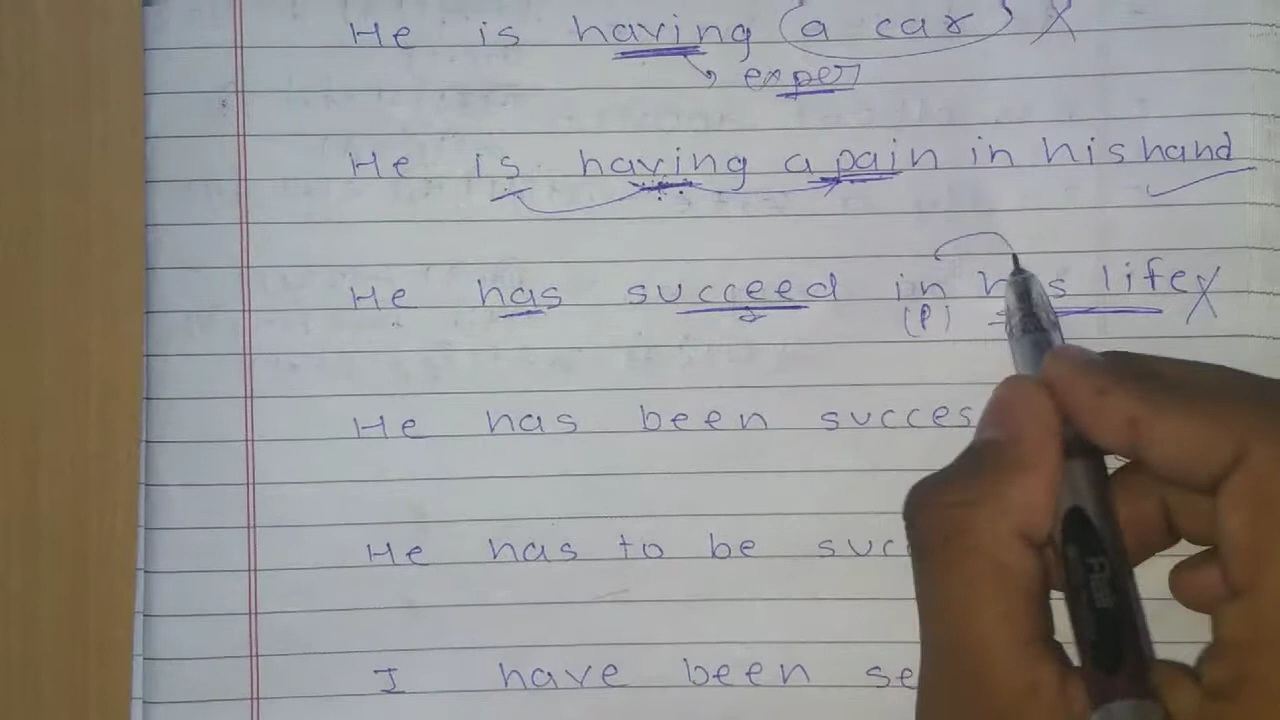 He is having (a car) X
exper
He is having a pain in his hand
He has succeed in his life X
(P)
He has been succes
He has to be suc
I have been se